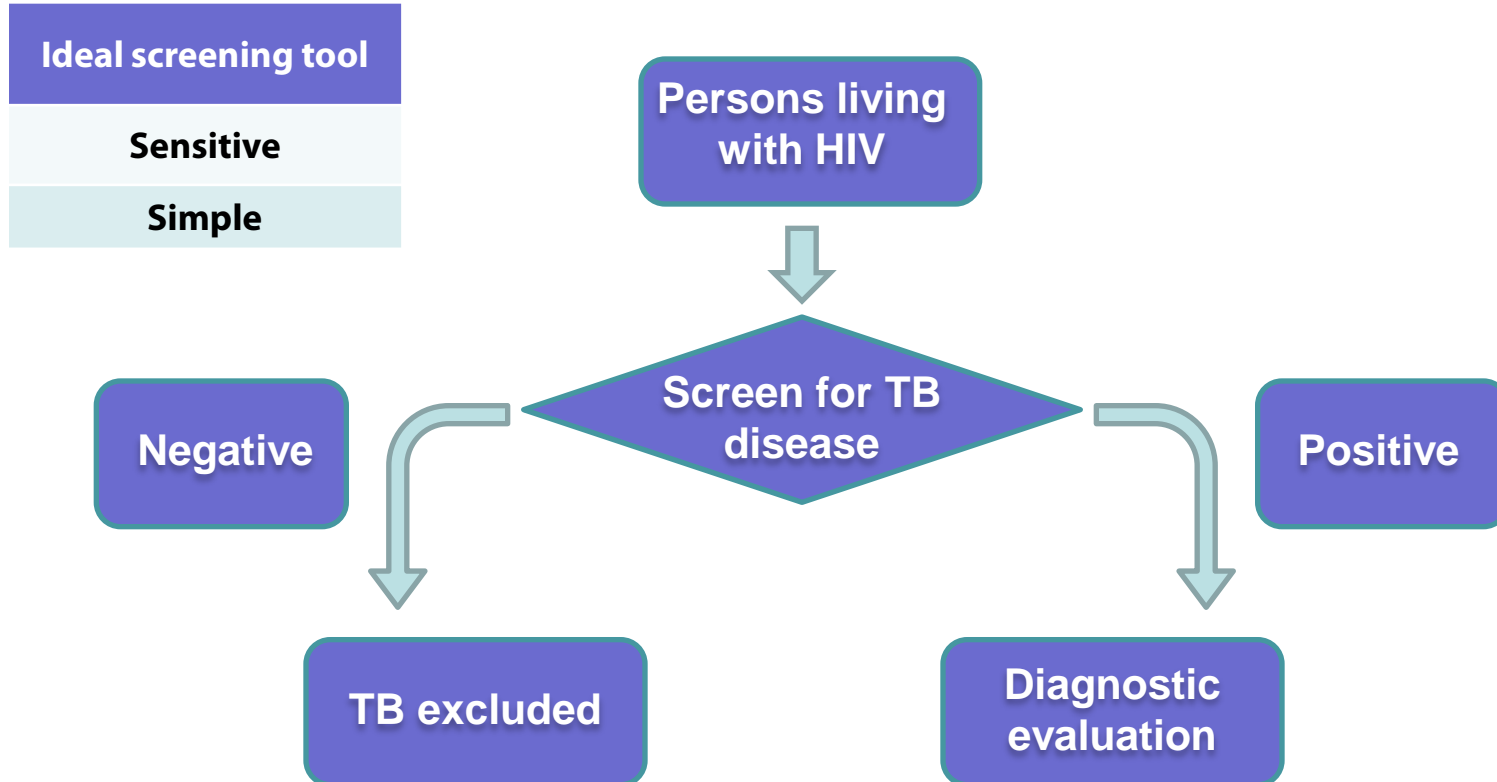 Ideal screening tool
Sensitive
Simple
Persons living
with HIV
Screen for TB
disease
Negative
Positive
TB excluded
Diagnostic
evaluation